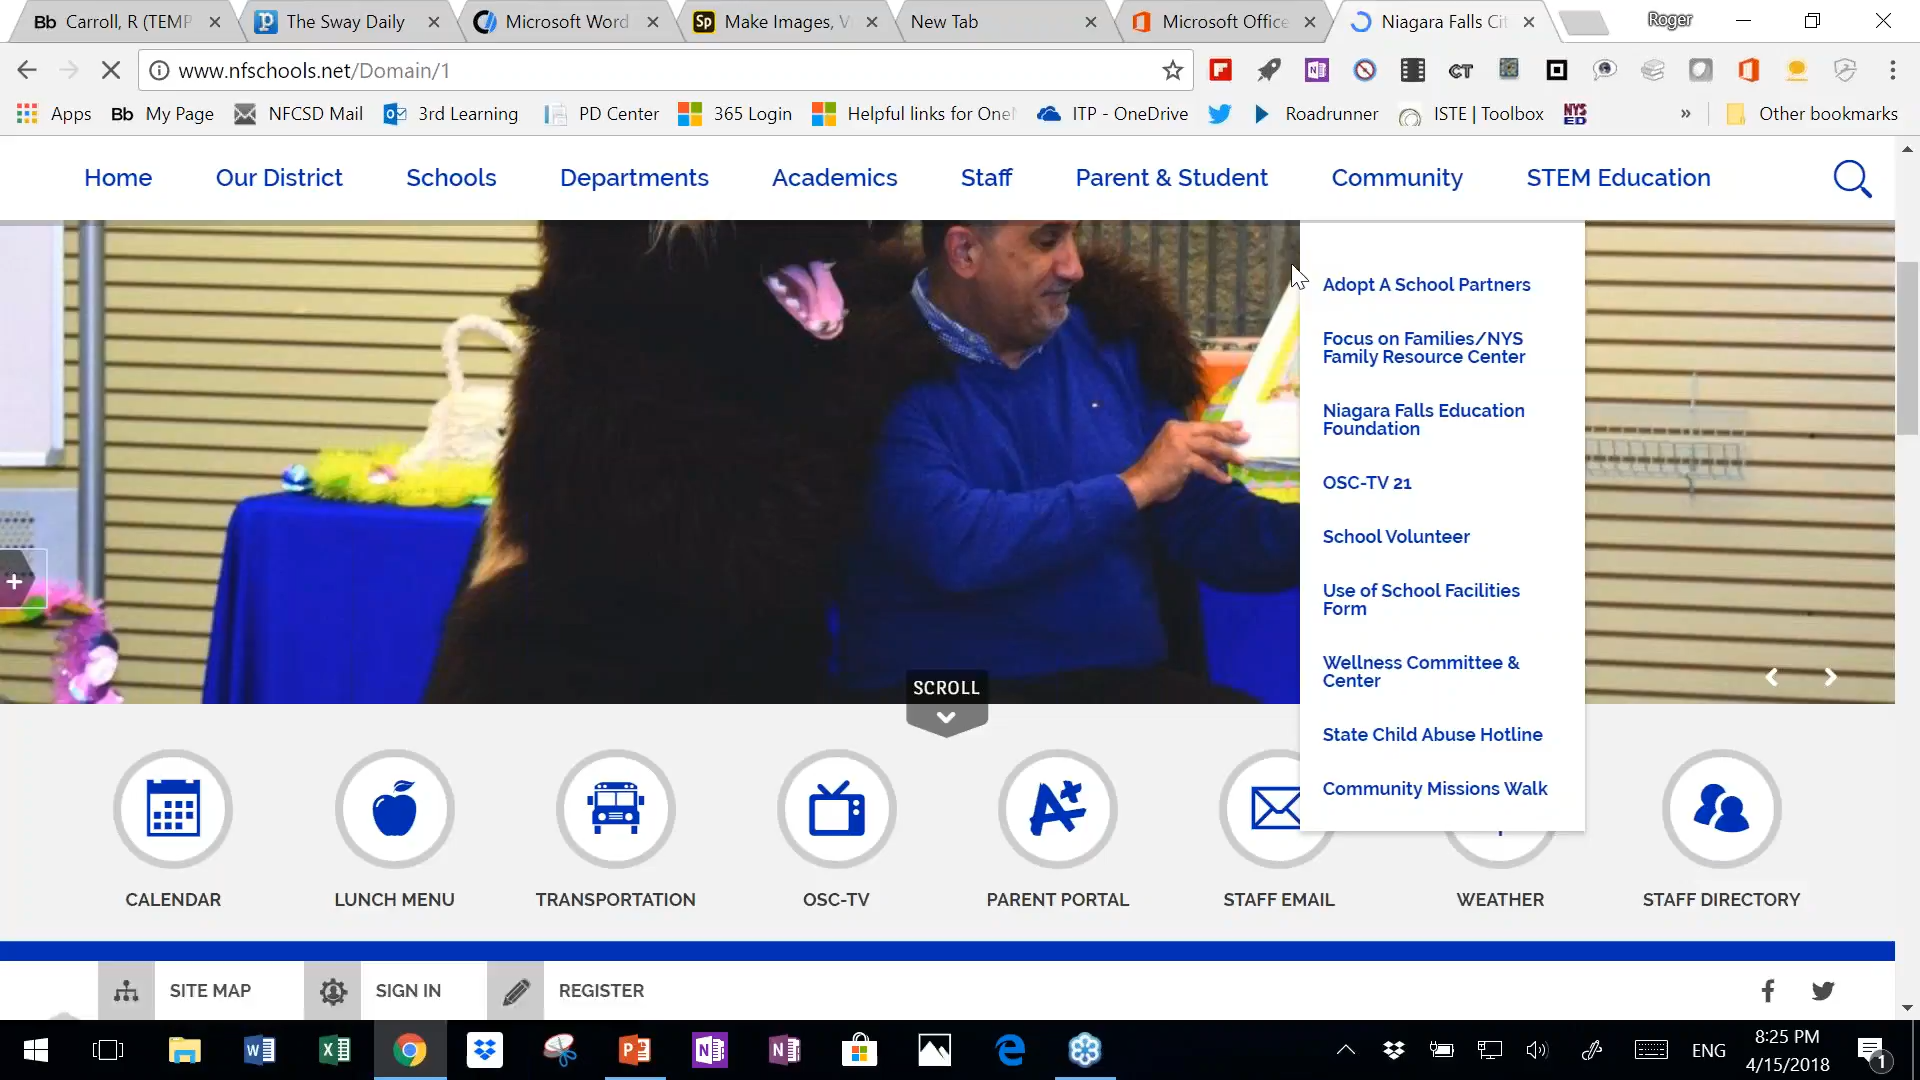 Bb Carroll, R (TEMP
The Sway Daily
Microsoft Word
Sp Make Images, V
New Tab
Microsoft Office
Niagara Falls Cit
Roger
www.nfschools.net/Domain/1
CT
Apps
Bb My Page
NFCSD Mail
3rd Learning
PD Center
365 Login
Helpful links for One
ITP - OneDrive
Roadrunner
ISTE | Toolbox
NYS
ED
»
Other bookmarks
Home
Our District
Schools
Departments
Academics
Staff
Parent & Student
Community
STEM Education
Adopt A School Partners
Focus on Families/NYS
Family Resource Center
Niagara Falls Education
Foundation
OSC-TV 21
School Volunteer
Use of School Facilities
Form
Wellness Committee &
Center
State Child Abuse Hotline
Community Missions Walk
SCROLL
CALENDAR
LUNCH MENU
TRANSPORTATION
OSC-TV
PARENT PORTAL
STAFF EMAIL
WEATHER
STAFF DIRECTORY
SITE MAP
SIGN IN
REGISTER
ENG
8:25 PM
4/15/2018
1